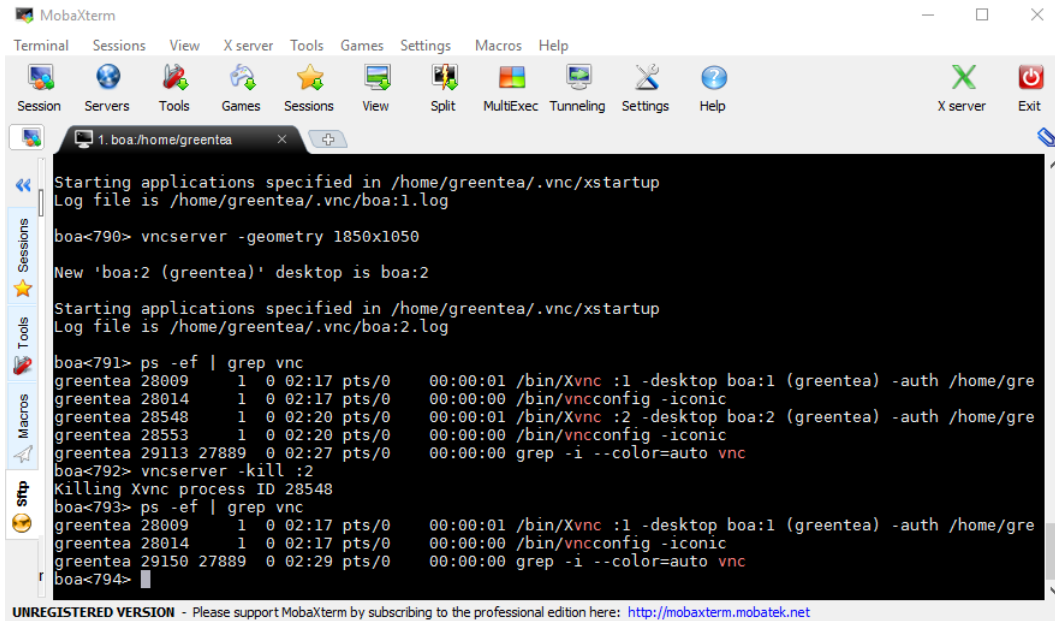 MobaXterm
Terminal Sessions View X server Tools Games Settings Macros Help
Session Servers Tools Games Sessions View Split MultiExec Tunneling Settings Help X server Exit
1. boa:/home/greentea
Sessions
Tools
Macros
Sftp
Starting applications specified in /home/greentea/.vnc/xstartup
Log file is /home/greentea/.vnc/boa:1.log
boa<790> vncserver -geometry 1850x1050
New 'boa:2 (greentea)' desktop is boa:2
Starting applications specified in /home/greentea/.vnc/xstartup
Log file is /home/greentea/.vnc/boa:2.log
boa<791> ps -ef | grep vnc
greentea 28009     1  0 02:17 pts/0    00:00:01 /bin/Xvnc :1 -desktop boa:1 (greentea) -auth /home/gre
greentea 28014     1  0 02:17 pts/0    00:00:00 /bin/vncconfig -iconic
greentea 28548     1  0 02:20 pts/0    00:00:01 /bin/Xvnc :2 -desktop boa:2 (greentea) -auth /home/gre
greentea 28553     1  0 02:20 pts/0    00:00:00 /bin/vncconfig -iconic
greentea 29113 27889  0 02:27 pts/0    00:00:00 grep -i --color=auto vnc
boa<792> vncserver -kill :2
Killing Xvnc process ID 28548
boa<793> ps -ef | grep vnc
greentea 28009     1  0 02:17 pts/0    00:00:01 /bin/Xvnc :1 -desktop boa:1 (greentea) -auth /home/gre
greentea 28014     1  0 02:17 pts/0    00:00:00 /bin/vncconfig -iconic
greentea 29150 27889  0 02:29 pts/0    00:00:00 grep -i --color=auto vnc
boa<794>
UNREGISTERED VERSION - Please support MobaXterm by subscribing to the professional edition here: http://mobaxterm.mobatek.net